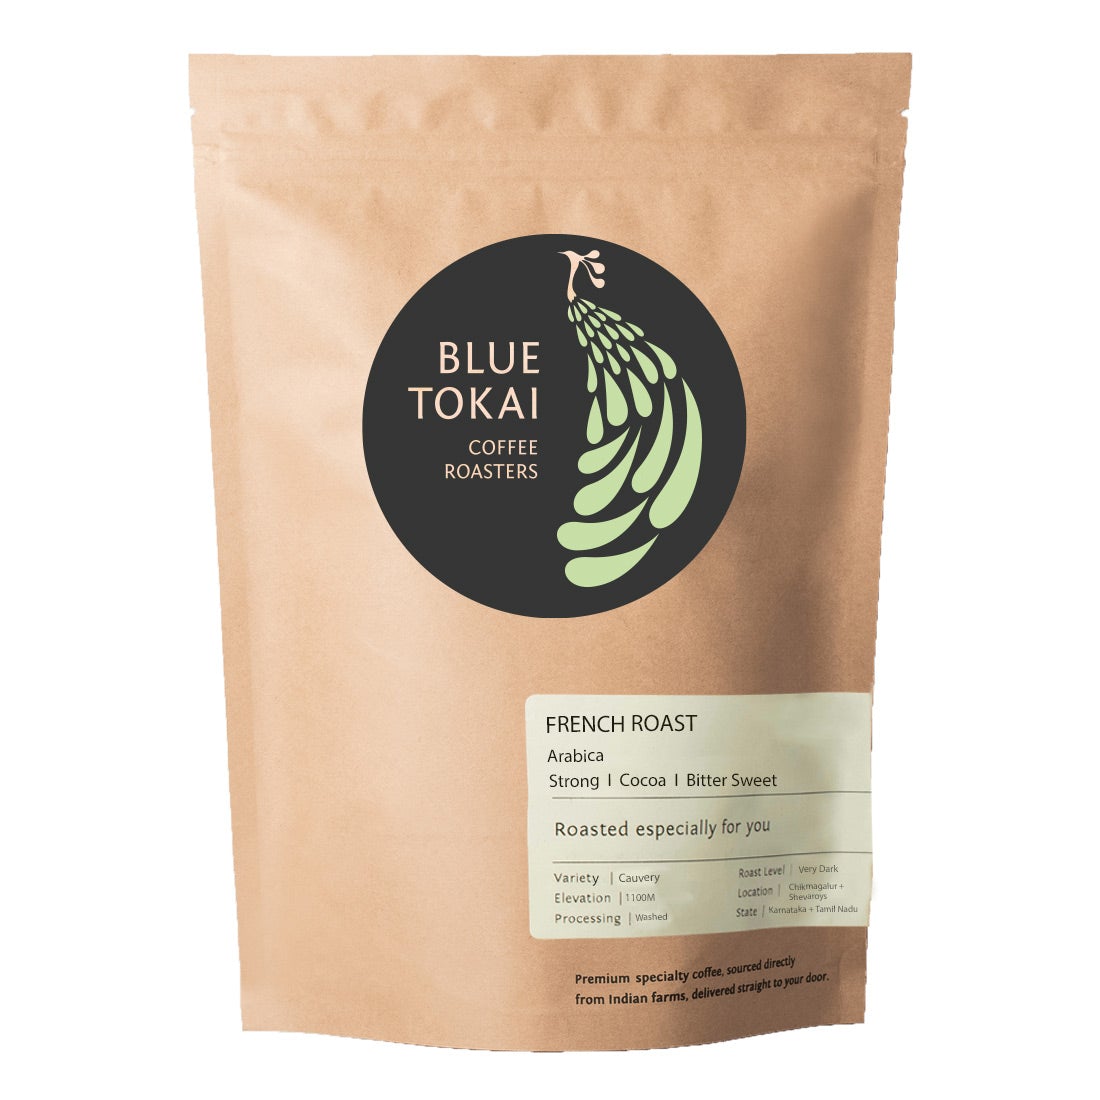 BLUE
TOKAI
COFFEE
ROASTERS
FRENCH ROAST
Arabica
Strong I Cocoa I Bitter Sweet
Roasted especially for you
Variety | Cauvery
Elevation | 1100M
Processing | Washed
Roast Level | Very Dark
Location | Chikmagalur +
Shevaroys
State | Karnataka + Tamil Nadu
Premium specialty coffee, sourced directly
from Indian farms, delivered straight to your door.